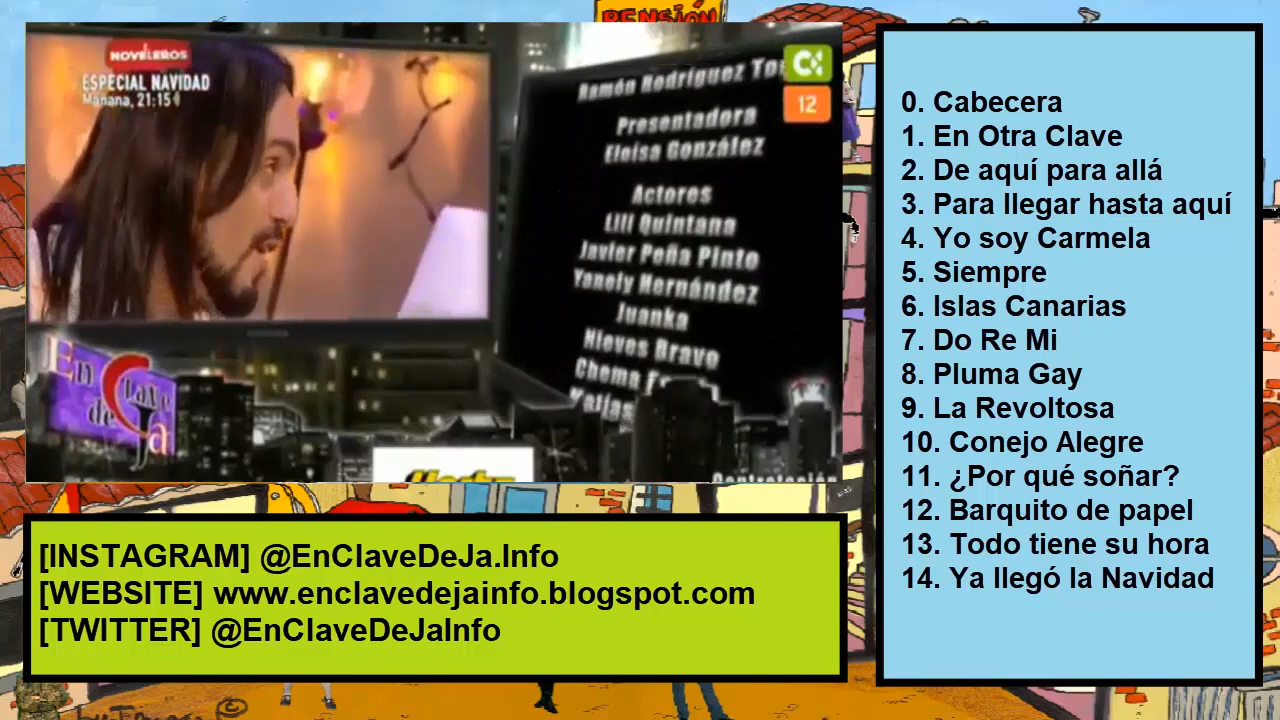 PENSIÓN
NOVELEROS
ESPECIAL NAVIDAD
Mañana, 21:15
12
Ramón Rodríguez
Presentadora
Eloísa González
Actores
Lili Quintana
Javier Peña Pinto
Yanely Hernández
Juanka
Nieves Bravo
Chema
En Clave
de Ja
Contratación
0. Cabecera
1. En Otra Clave
2. De aquí para allá
3. Para llegar hasta aquí
4. Yo soy Carmela
5. Siempre
6. Islas Canarias
7. Do Re Mi
8. Pluma Gay
9. La Revoltosa
10. Conejo Alegre
11. ¿Por qué soñar?
12. Barquito de papel
13. Todo tiene su hora
14. Ya llegó la Navidad
[INSTAGRAM] @EnClaveDeJa.Info
[WEBSITE] www.enclavedejainfo.blogspot.com
[TWITTER] @EnClaveDeJaInfo